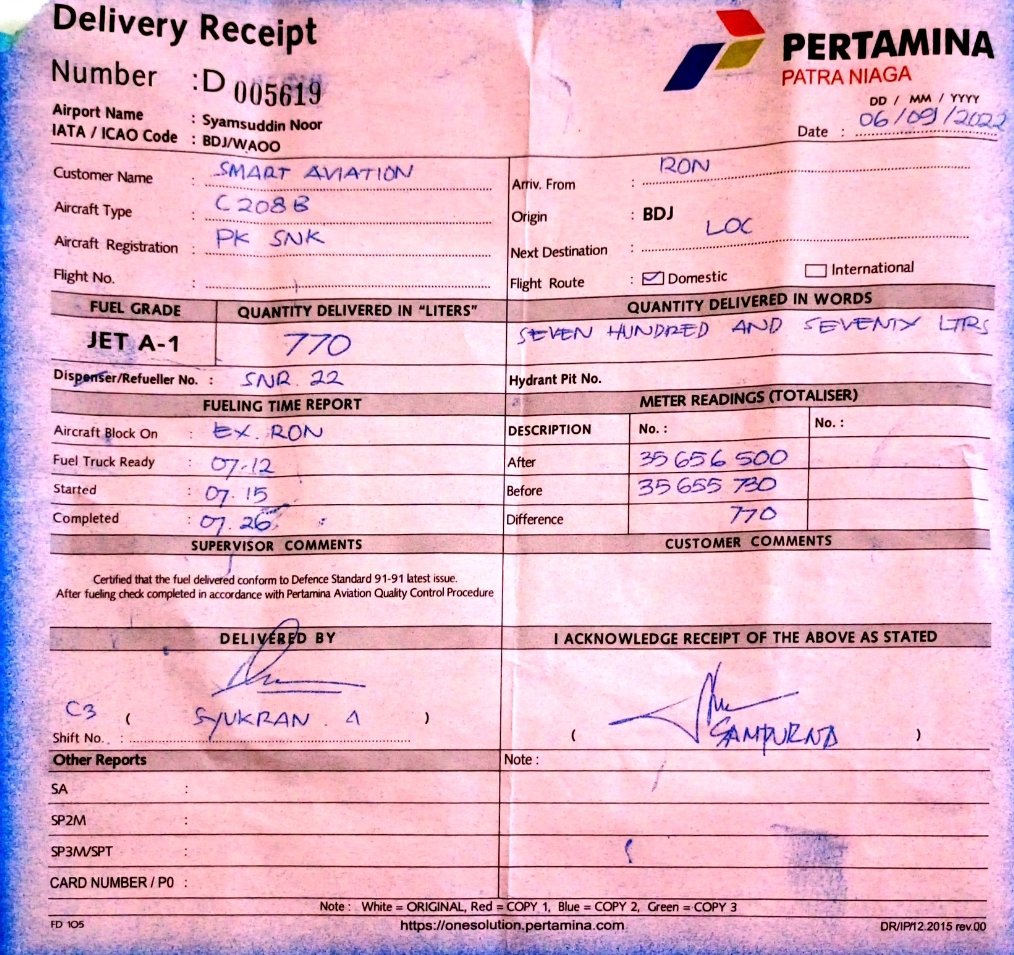 Delivery Receipt
PERTAMINA
PATRA NIAGA
Number : D 005619
DD / MM / YYYY
Date : 06/09/2022
Airport Name : Syamsuddin Noor
IATA / ICAO Code : BDJ/WAOO
Customer Name : SMART AVIATION
Arriv. From : RON
Aircraft Type : C 208 B
Origin : BDJ
Aircraft Registration : PK SNK
Next Destination : LOC
Flight No. :
Flight Route : Domestic International
FUEL GRADE QUANTITY DELIVERED IN "LITERS" QUANTITY DELIVERED IN WORDS
JET A-1 770 SEVEN HUNDRED AND SEVENTY LTRS
Dispenser/Refueller No. : SNR. 22 Hydrant Pit No.
FUELING TIME REPORT METER READINGS (TOTALISER)
Aircraft Block On : EX. RON DESCRIPTION No. : No. :
Fuel Truck Ready : 07-12 After 35 656 500
Started : 07. 15 Before 35 655 730
Completed : 07. 26 Difference 770
SUPERVISOR COMMENTS CUSTOMER COMMENTS
Certified that the fuel delivered conform to Defence Standard 91-91 latest issue.
After fueling check completed in accordance with Pertamina Aviation Quality Control Procedure
DELIVERED BY I ACKNOWLEDGE RECEIPT OF THE ABOVE AS STATED
C3 ( SYUKRAN . A ) ( SAMPURNA )
Shift No. :
Other Reports Note :
SA :
SP2M :
SP3M/SPT :
CARD NUMBER / P0 :
Note : White = ORIGINAL, Red = COPY 1, Blue = COPY 2, Green = COPY 3
FD 105 https://onesolution.pertamina.com DR/IP/12.2015 rev.00